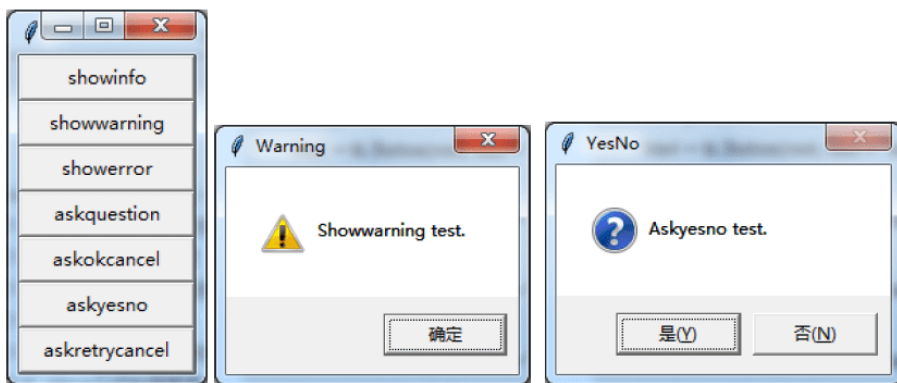 showinfo
showwarning
showerror
askquestion
askokcancel
askyesno
askretrycancel
Warning
Showwarning test.
确定
YesNo
Askyesno test.
是(Y)
否(N)